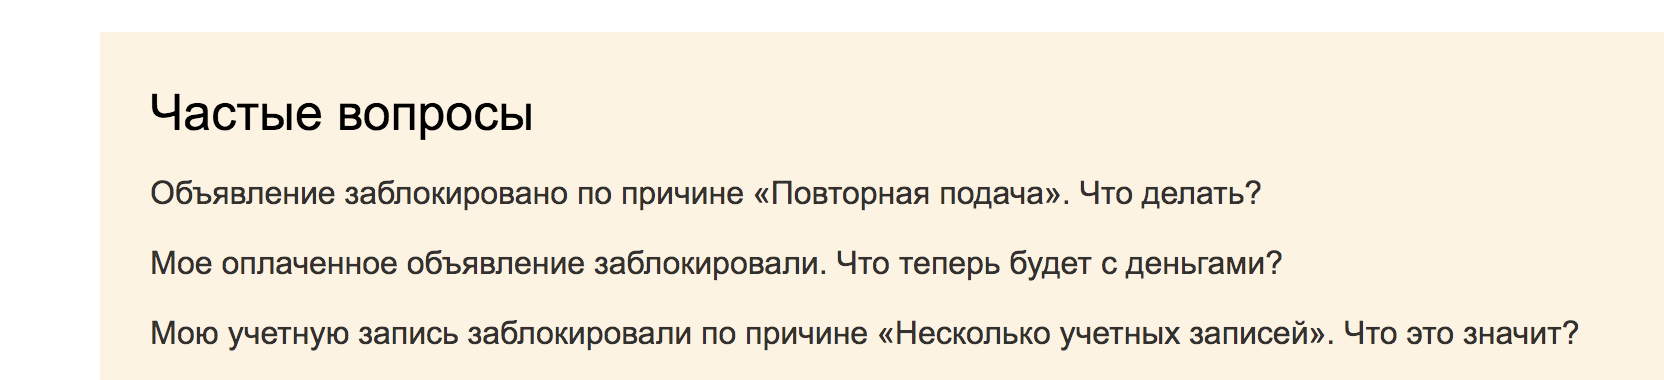 Частые вопросы
Объявление заблокировано по причине «Повторная подача». Что делать?
Мое оплаченное объявление заблокировали. Что теперь будет с деньгами?
Мою учетную запись заблокировали по причине «Несколько учетных записей». Что это значит?